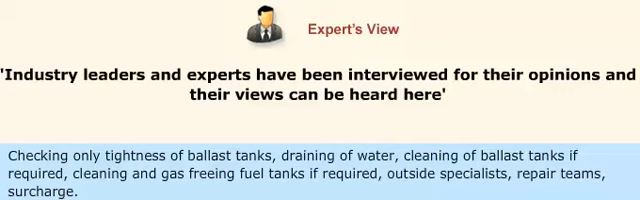 Expert's View
'Industry leaders and experts have been interviewed for their opinions and
their views can be heard here'
Checking only tightness of ballast tanks, draining of water, cleaning of ballast tanks if
required, cleaning and gas freeing fuel tanks if required, outside specialists, repair teams,
surcharge.